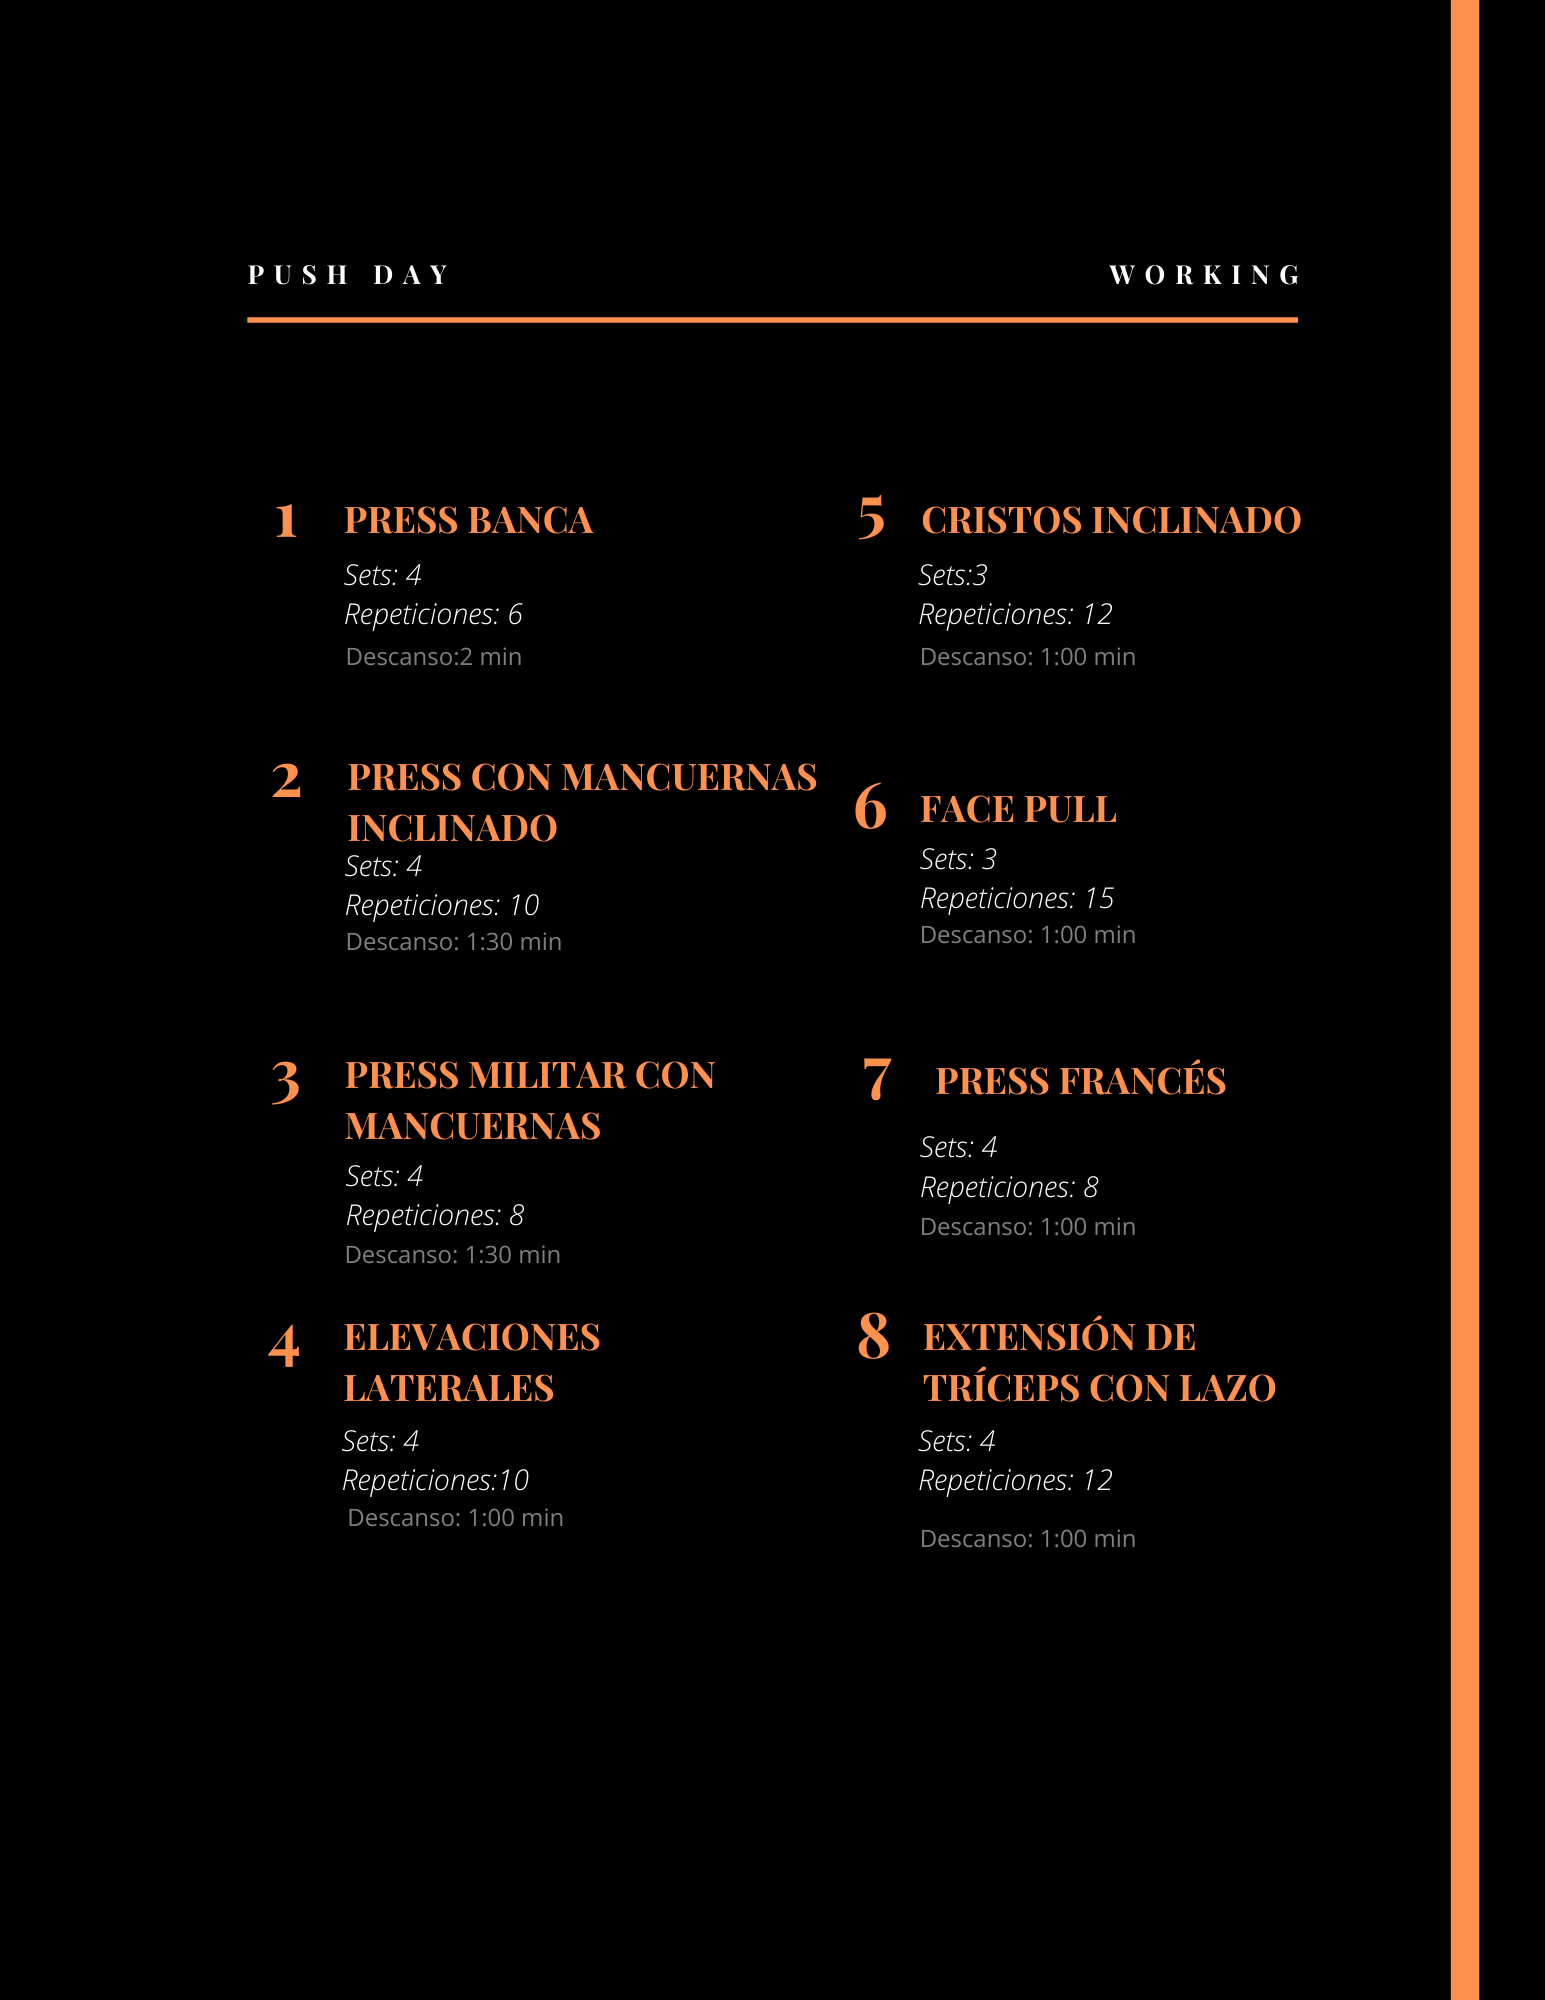 PUSH DAY
WORKING
1 PRESS BANCA
Sets: 4
Repeticiones: 6
Descanso:2 min
2 PRESS CON MANCUERNAS
INCLINADO
Sets: 4
Repeticiones: 10
Descanso: 1:30 min
3 PRESS MILITAR CON
MANCUERNAS
Sets: 4
Repeticiones: 8
Descanso: 1:30 min
4 ELEVACIONES
LATERALES
Sets: 4
Repeticiones:10
Descanso: 1:00 min
5 CRISTOS INCLINADO
Sets:3
Repeticiones: 12
Descanso: 1:00 min
6 FACE PULL
Sets: 3
Repeticiones: 15
Descanso: 1:00 min
7 PRESS FRANCÉS
Sets: 4
Repeticiones: 8
Descanso: 1:00 min
8 EXTENSIÓN DE
TRÍCEPS CON LAZO
Sets: 4
Repeticiones: 12
Descanso: 1:00 min